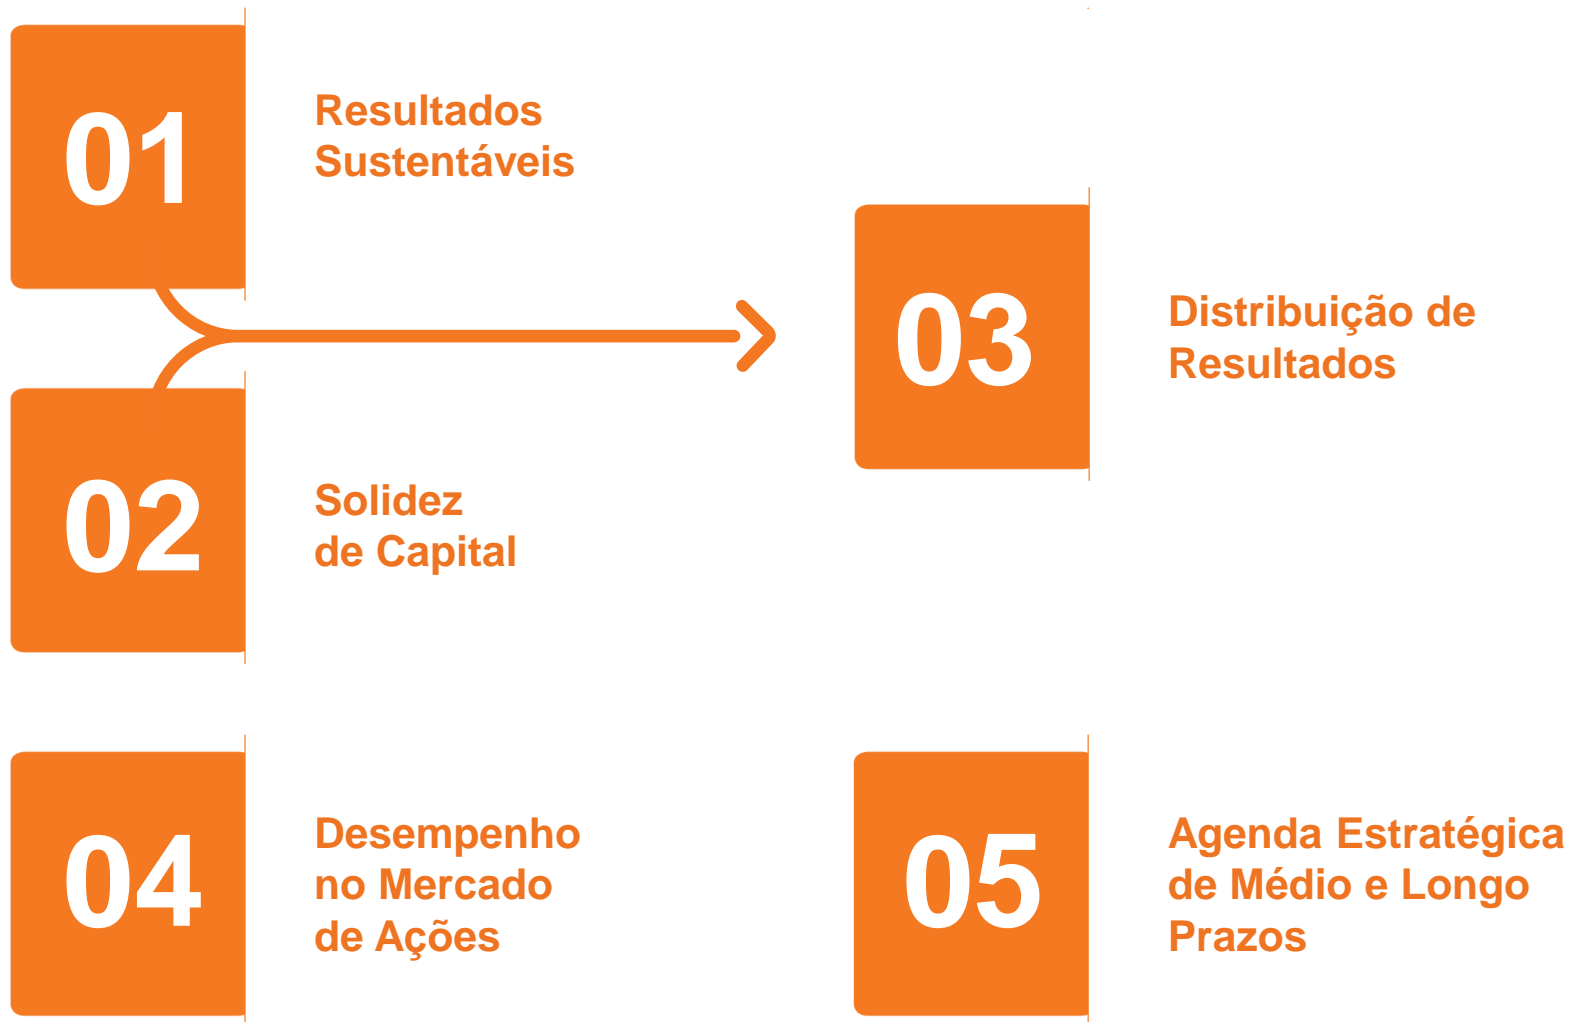 01
Resultados
Sustentáveis
02
Solidez
de Capital
03
Distribuição de
Resultados
04
Desempenho
no Mercado
de Ações
05
Agenda Estratégica
de Médio e Longo
Prazos